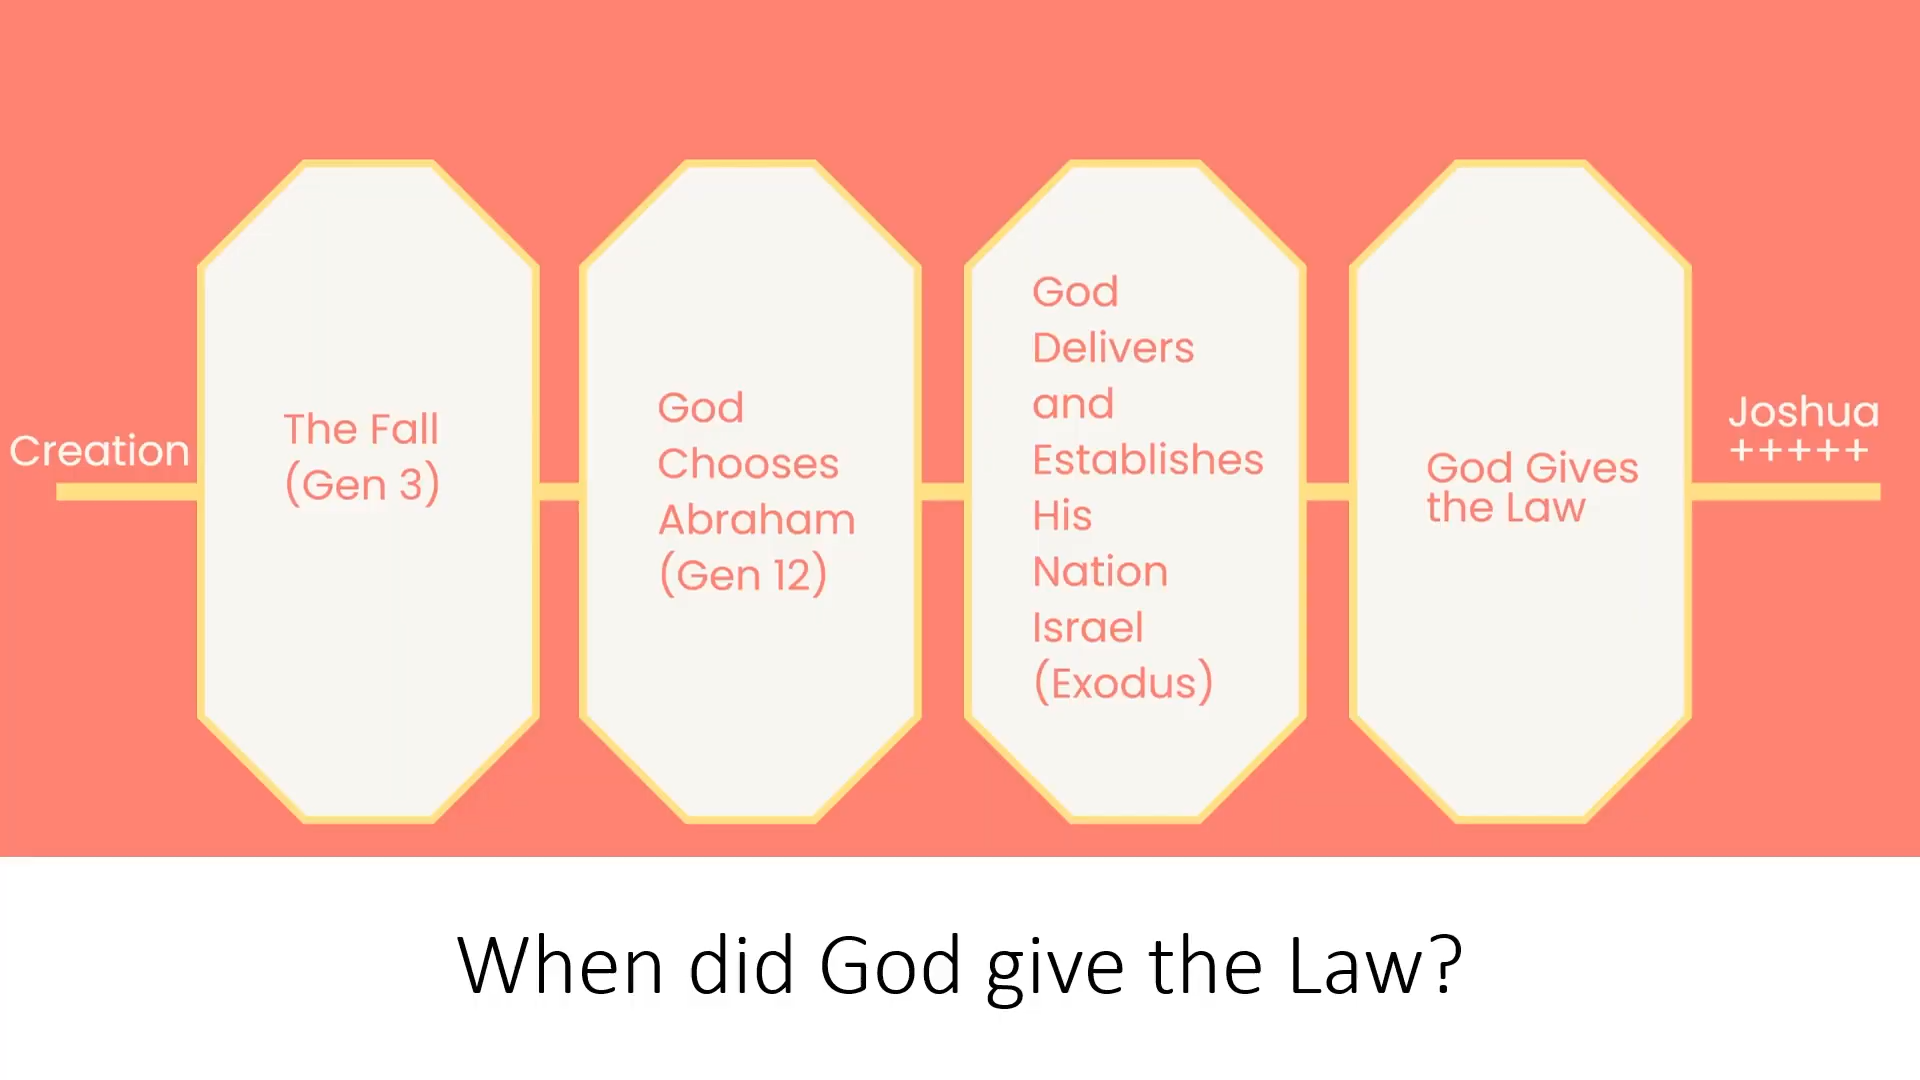 Creation
The Fall
(Gen 3)
God
Chooses
Abraham
(Gen 12)
God
Delivers
and
Establishes
His
Nation
Israel
(Exodus)
God Gives
the Law
Joshua
+++++
When did God give the Law?